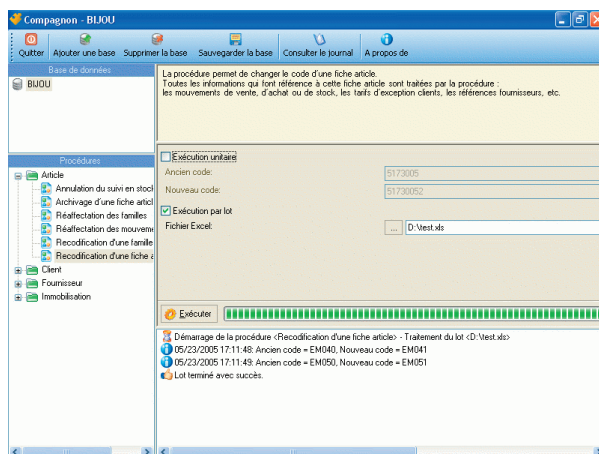 Compagnon - BIJOU
Quitter Ajouter une base Supprimer la base Sauvegarder la base Consulter le journal A propos de
Base de données
BIJOU
La procédure permet de changer le code d'une fiche article.
Toutes les informations qui font référence à cette fiche article sont traitées par la procédure :
les mouvements de vente, d'achat ou de stock, les tarifs d'exception clients, les références fournisseurs, etc.
Procédures
Article
Annulation du suivi en stock
Archivage d'une fiche articl
Réaffectation des familles
Réaffectation des mouveme
Recodification d'une famille
Recodification d'une fiche a
Client
Fournisseur
Immobilisation
Exécution unitaire
Ancien code: 5173005
Nouveau code: 51730052
Exécution par lot
Fichier Excel: ... D:\test.xls
Exécuter
Démarrage de la procédure <Recodification d'une fiche article> - Traitement du lot <D:\test.xls>
05/23/2005 17:11:48: Ancien code = EM040, Nouveau code = EM041
05/23/2005 17:11:49: Ancien code = EM050, Nouveau code = EM051
Lot terminé avec succès.